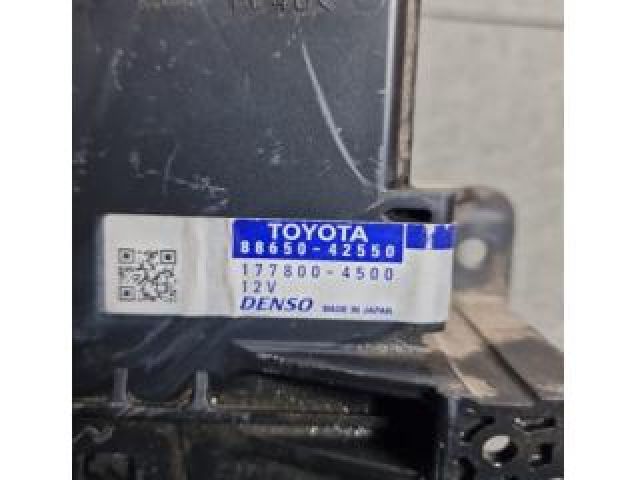 TOYOTA
88650-42550
177800-4500
12V
DENSO MADE IN JAPAN